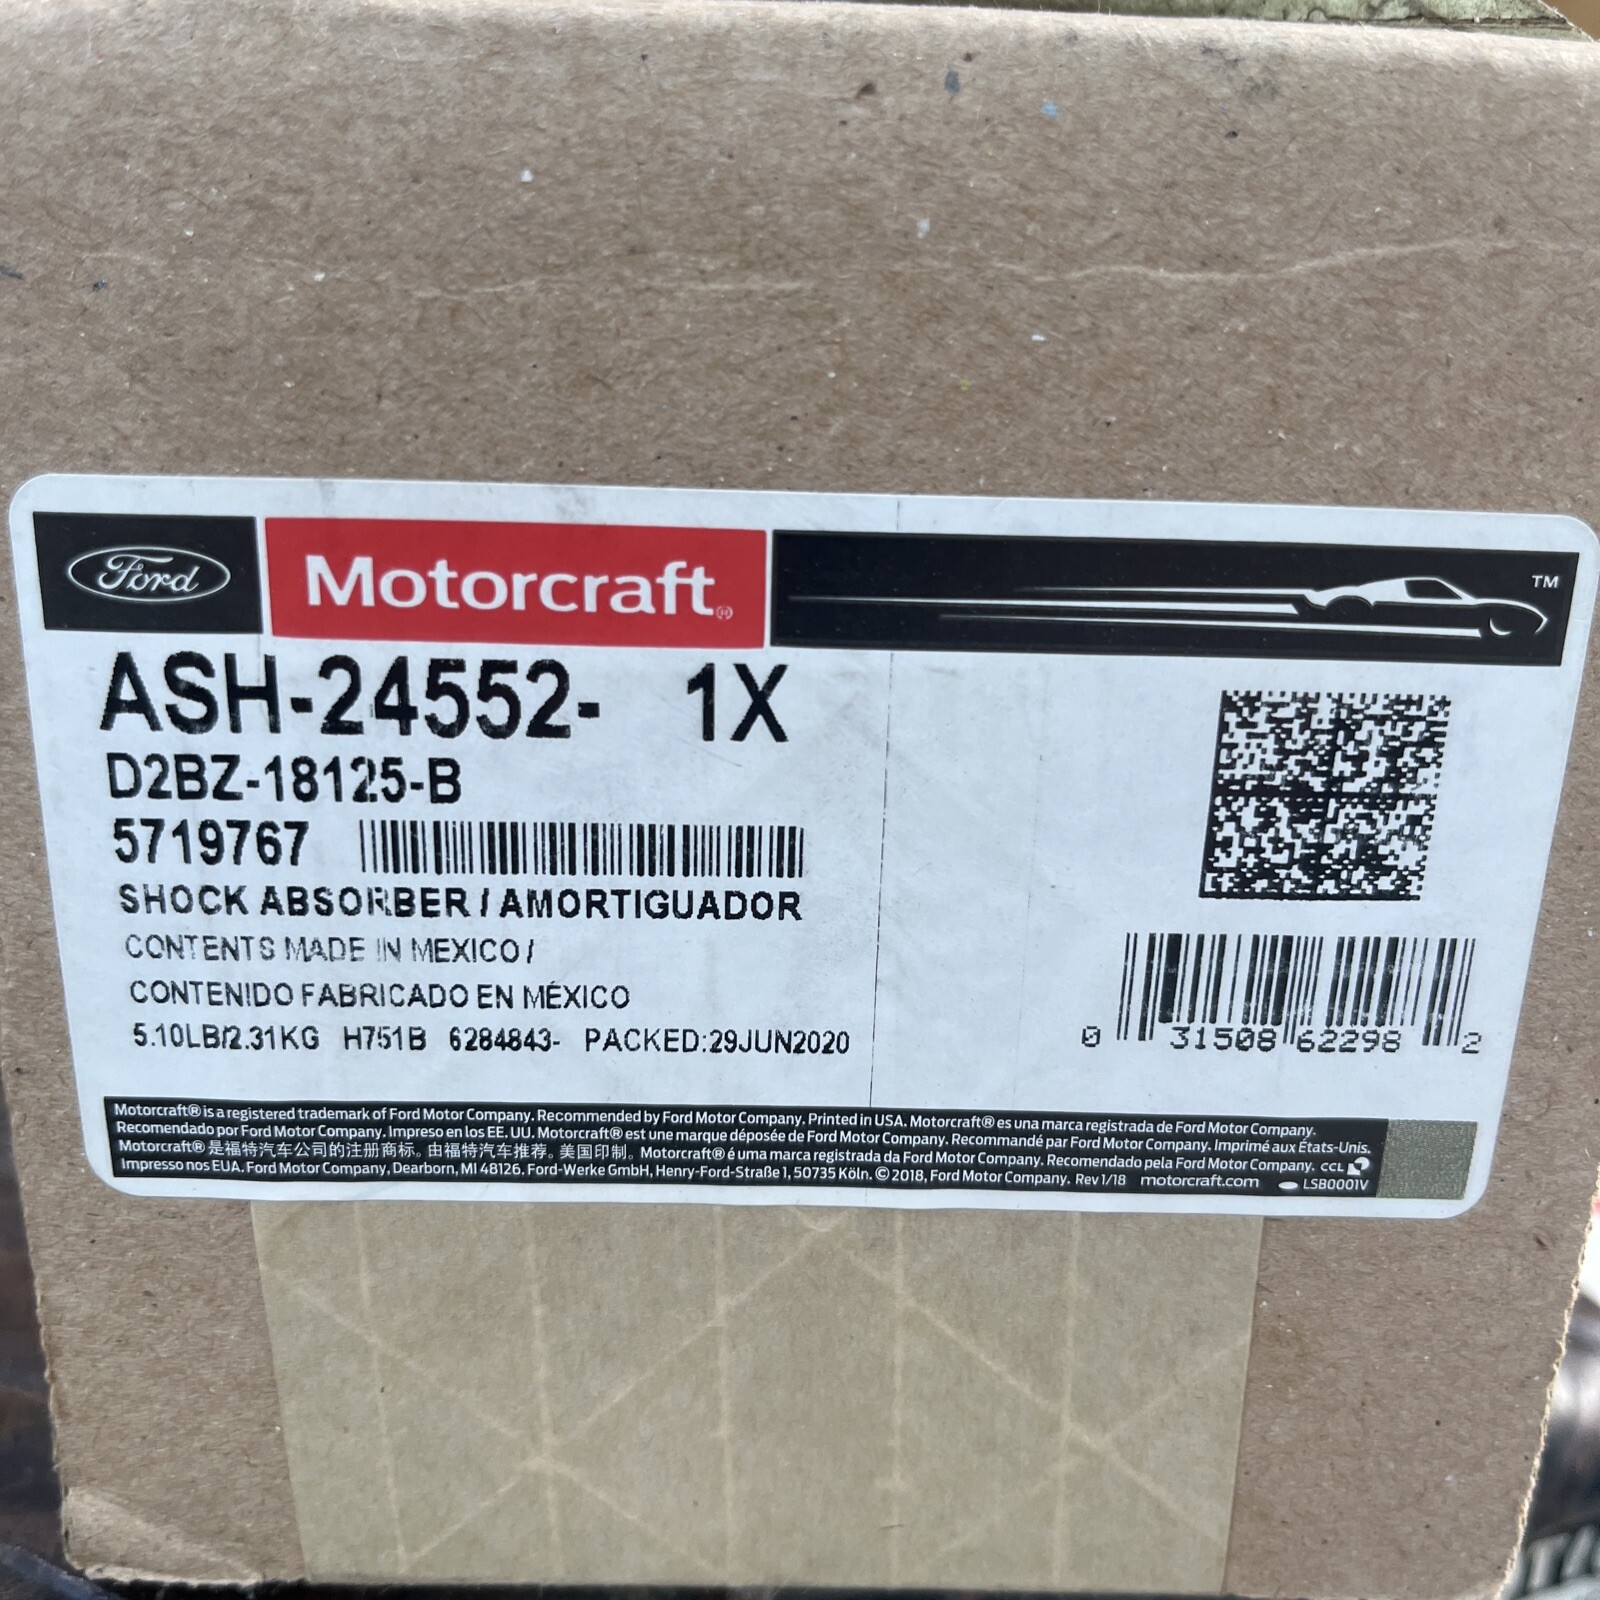 Ford Motorcraft® TM
ASH-24552- 1X
D2BZ-18125-B
5719767
SHOCK ABSORBER / AMORTIGUADOR
CONTENTS MADE IN MEXICO /
CONTENIDO FABRICADO EN MÉXICO
5.10LB/2.31KG H751B 6284843- PACKED:29JUN2020
0 31508 62298 2
Motorcraft® is a registered trademark of Ford Motor Company. Recommended by Ford Motor Company. Printed in USA. Motorcraft® es una marca registrada de Ford Motor Company.
Recomendado por Ford Motor Company. Impreso en los EE. UU. Motorcraft® est une marque déposée de Ford Motor Company. Recommandé par Ford Motor Company. Imprimé aux États-Unis.
Motorcraft® 是福特汽车公司的注册商标。由福特汽车推荐。美国印制。Motorcraft® é uma marca registrada da Ford Motor Company. Recomendado pela Ford Motor Company. CCL
Impresso nos EUA. Ford Motor Company, Dearborn, MI 48126. Ford-Werke GmbH, Henry-Ford-Straße 1, 50735 Köln. © 2018, Ford Motor Company. Rev 1/18 motorcraft.com LSB0001V